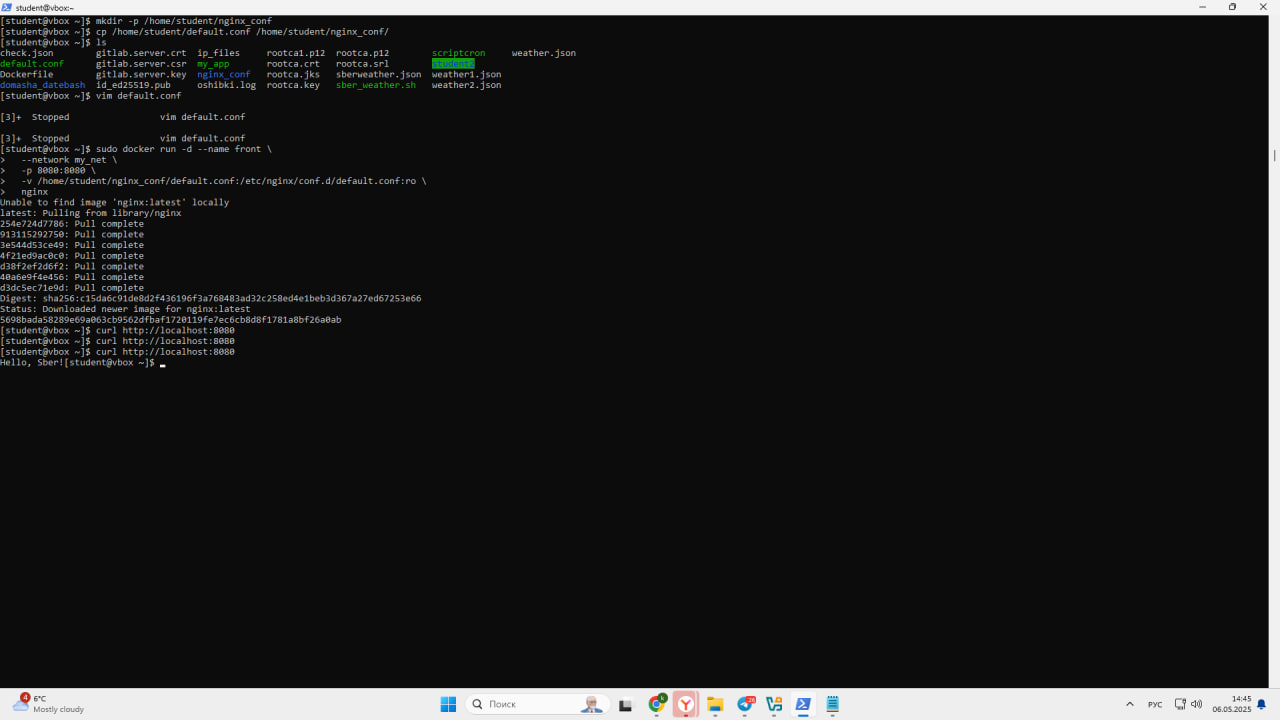 student@vbox:~
[student@vbox ~]$ mkdir -p /home/student/nginx_conf
[student@vbox ~]$ cp /home/student/default.conf /home/student/nginx_conf/
[student@vbox ~]$ ls
check.json gitlab.server.crt ip_files rootca1.p12 rootca.p12 scriptcron weather.json
default.conf gitlab.server.csr my_app rootca.crt rootca.srl student2
Dockerfile gitlab.server.key nginx_conf rootca.jks sberweather.json weather1.json
domasha_datebash id_ed25519.pub oshibki.log rootca.key sber_weather.sh weather2.json
[student@vbox ~]$ vim default.conf
[3]+ Stopped vim default.conf
[3]+ Stopped vim default.conf
[student@vbox ~]$ sudo docker run -d --name front \
> --network my_net \
> -p 8080:8080 \
> -v /home/student/nginx_conf/default.conf:/etc/nginx/conf.d/default.conf:ro \
> nginx
Unable to find image 'nginx:latest' locally
latest: Pulling from library/nginx
254e724d7786: Pull complete
913115292750: Pull complete
3e544d53ce49: Pull complete
4f21ed9ac0c0: Pull complete
d38f2ef2d6f2: Pull complete
40a6e9f4e456: Pull complete
d3dc5ec71e9d: Pull complete
Digest: sha256:c15da6c91de8d2f436196f3a768483ad32c258ed4e1beb3d367a27ed67253e66
Status: Downloaded newer image for nginx:latest
5698bada58289e69a063cb9562dfbaf1720119fe7ec6cb8d8f1781a8bf26a0ab
[student@vbox ~]$ curl http://localhost:8080
[student@vbox ~]$ curl http://localhost:8080
[student@vbox ~]$ curl http://localhost:8080
Hello, Sber![student@vbox ~]$
4
6°C
Mostly cloudy
Поиск
РУС
14:45
06.05.2025